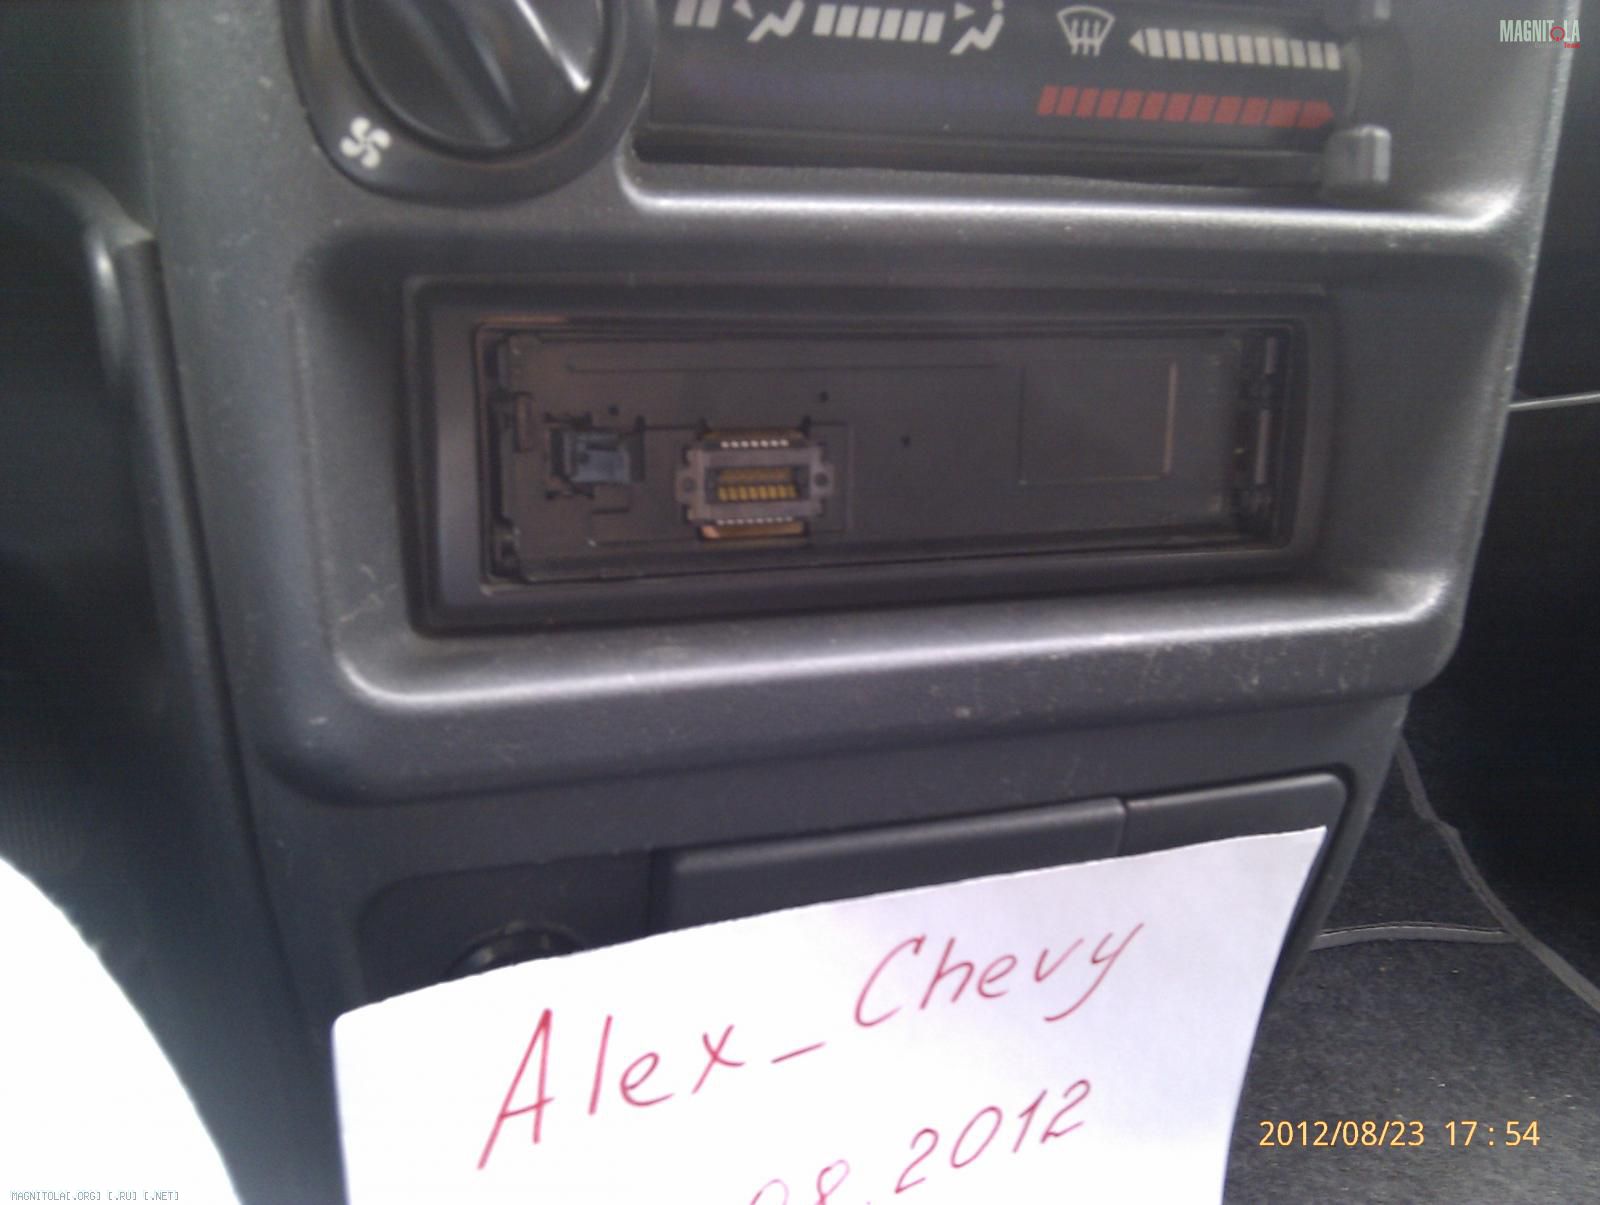 MAGNITOLA
Alex_Chevy
08.2012
2012/08/23 17:54
MAGNITOLA[.ORG] [.RU] [.NET]